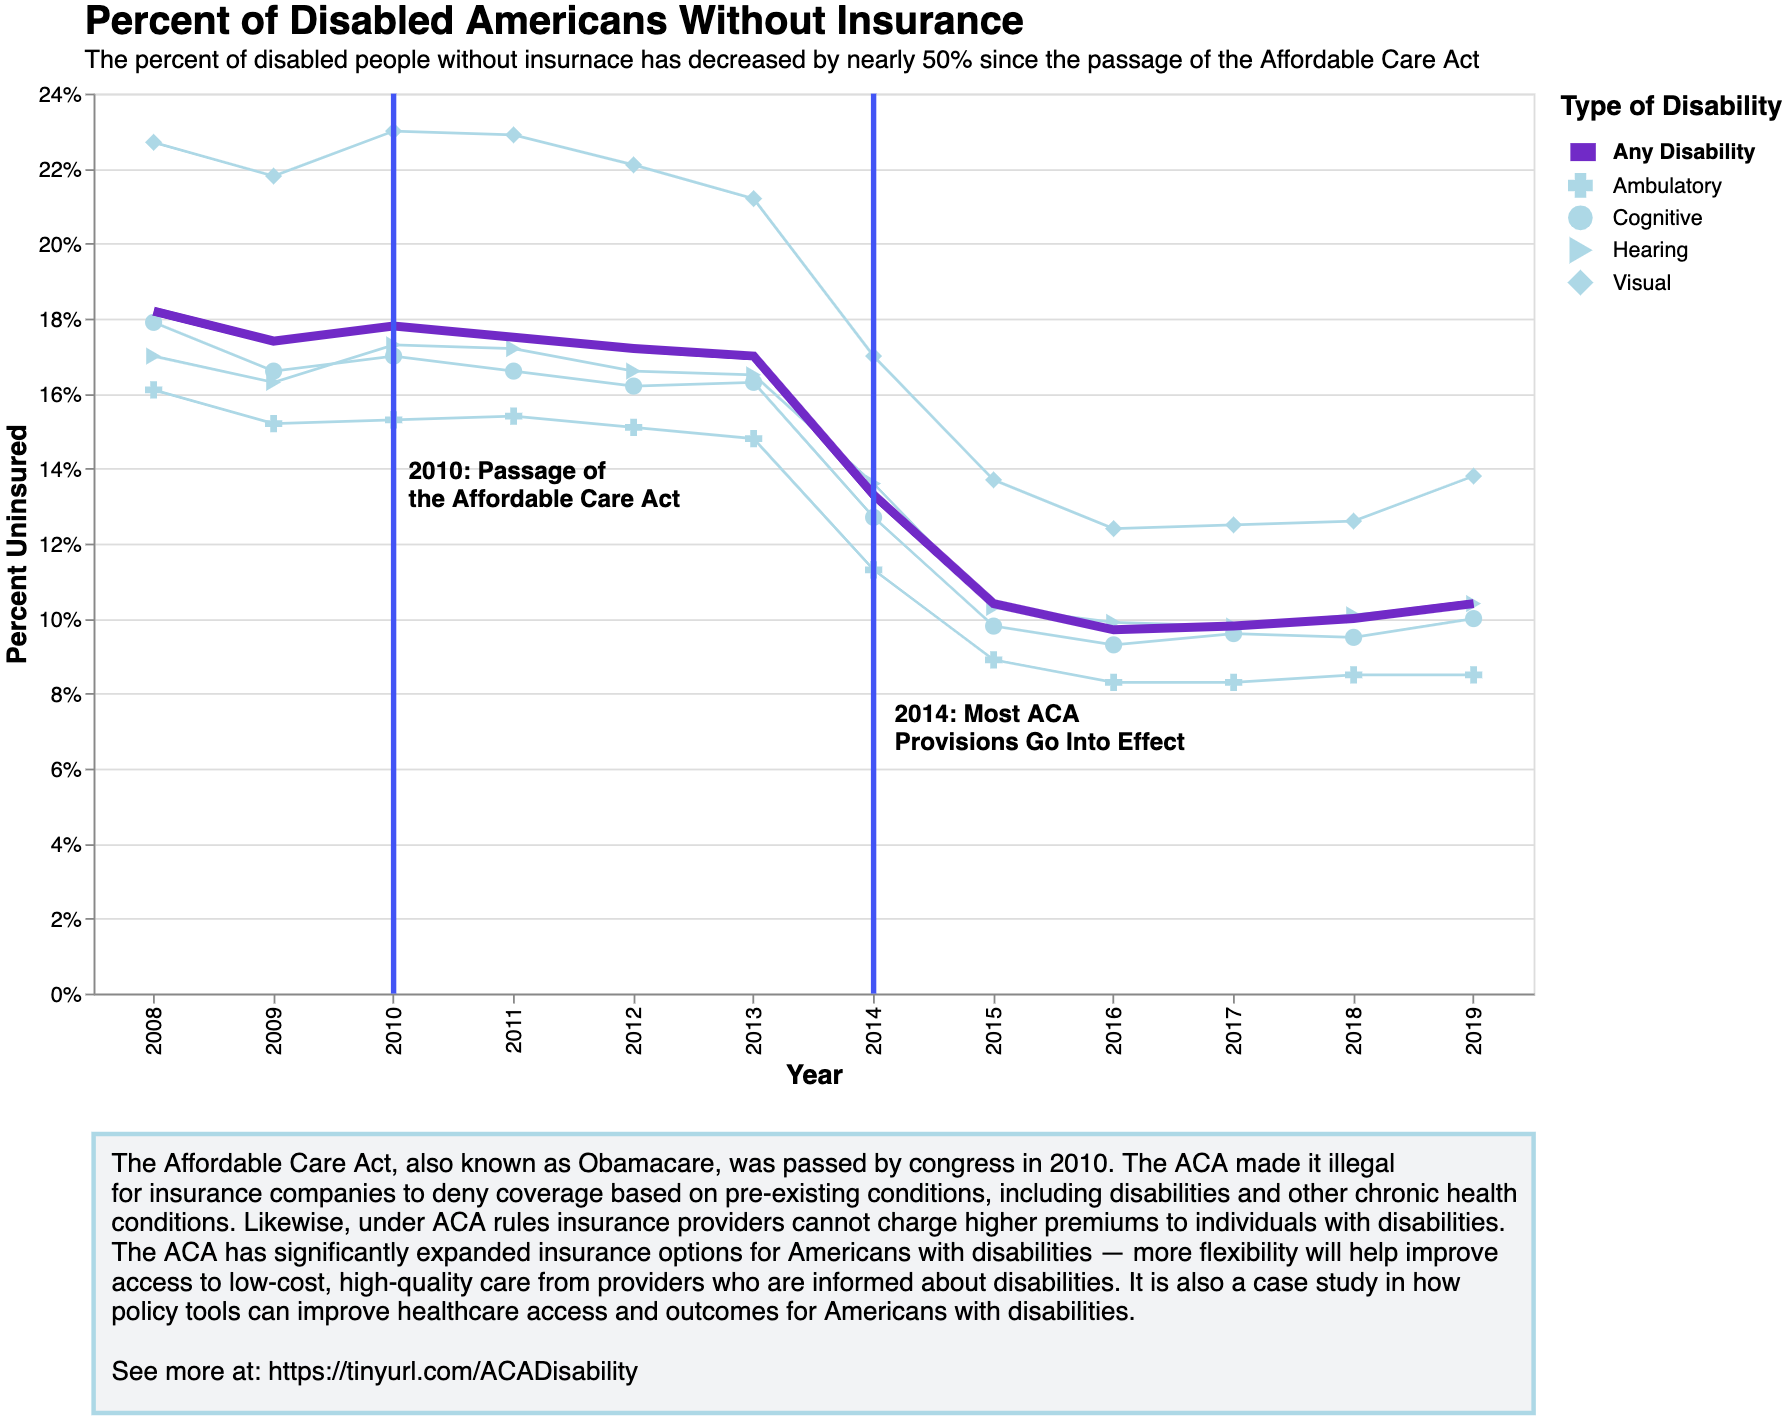 Percent of Disabled Americans Without Insurance
The percent of disabled people without insurnace has decreased by nearly 50% since the passage of the Affordable Care Act
24%
22%
20%
18%
16%
14%
12%
10%
8%
6%
4%
2%
0%
Percent Uninsured
2010: Passage of
the Affordable Care Act
2014: Most ACA
Provisions Go Into Effect
Type of Disability
Any Disability
Ambulatory
Cognitive
Hearing
Visual
2008
2009
2010
2011
2012
2013
2014
2015
2016
2017
2018
2019
Year
The Affordable Care Act, also known as Obamacare, was passed by congress in 2010. The ACA made it illegal
for insurance companies to deny coverage based on pre-existing conditions, including disabilities and other chronic health
conditions. Likewise, under ACA rules insurance providers cannot charge higher premiums to individuals with disabilities.
The ACA has significantly expanded insurance options for Americans with disabilities — more flexibility will help improve
access to low-cost, high-quality care from providers who are informed about disabilities. It is also a case study in how
policy tools can improve healthcare access and outcomes for Americans with disabilities.
See more at: https://tinyurl.com/ACADisability